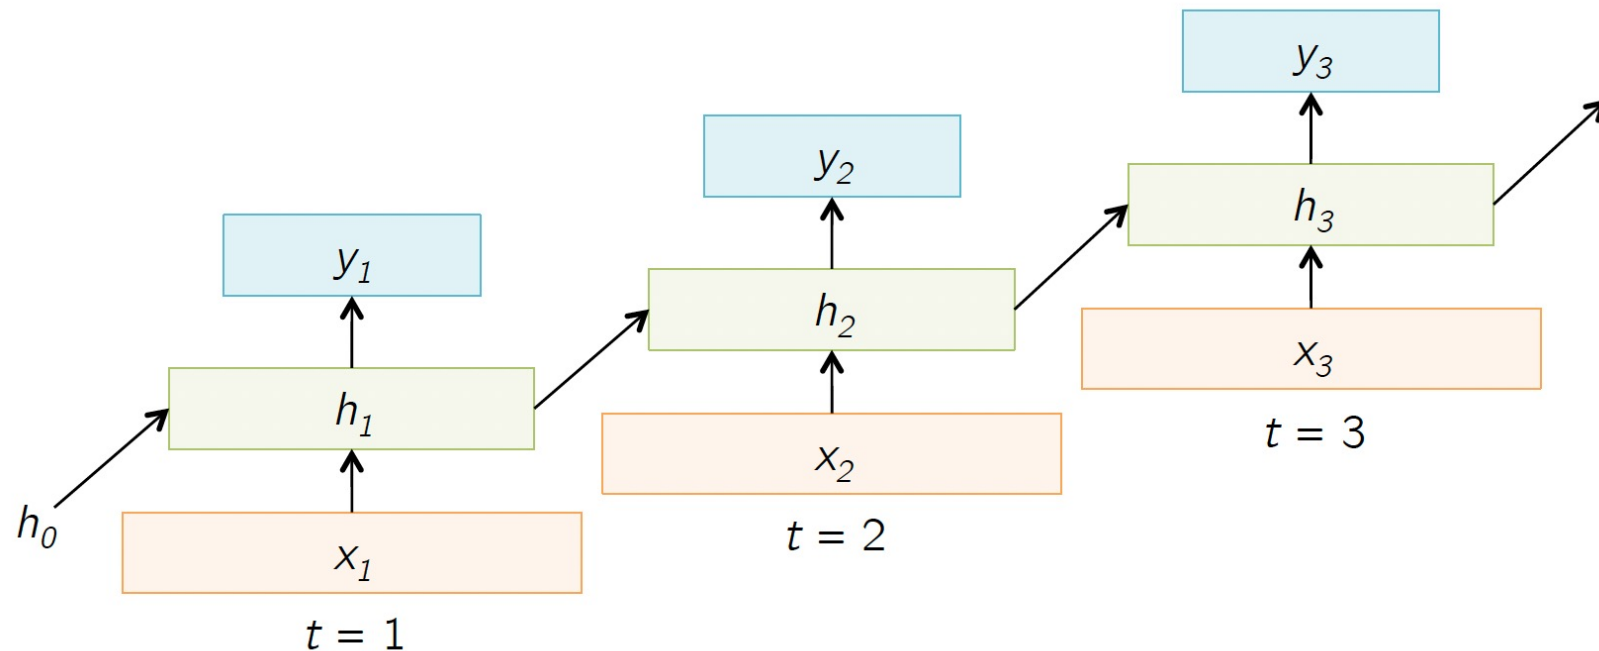 y₁
h₁
h₀
x₁
t = 1
y₂
h₂
x₂
t = 2
y₃
h₃
x₃
t = 3